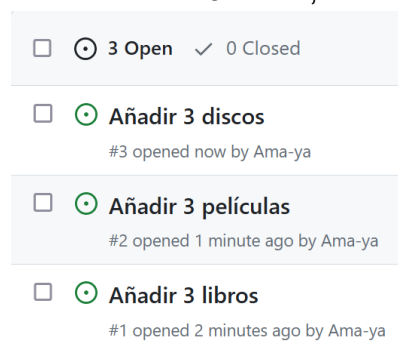 3 Open 0 Closed
Añadir 3 discos
#3 opened now by Ama-ya
Añadir 3 películas
#2 opened 1 minute ago by Ama-ya
Añadir 3 libros
#1 opened 2 minutes ago by Ama-ya